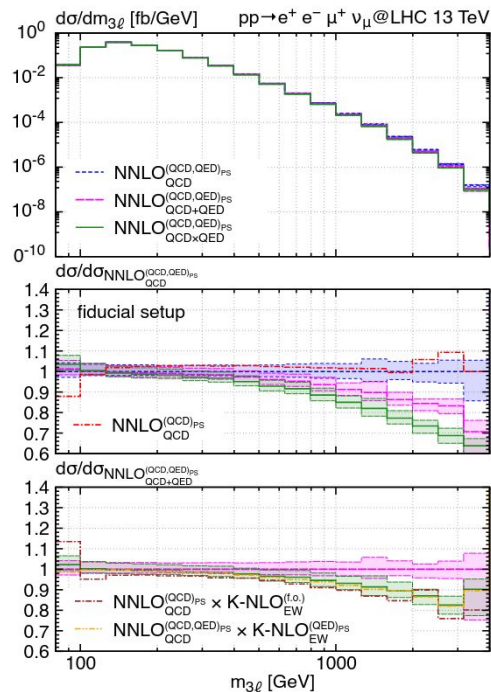 dσ/dm3ℓ [fb/GeV] pp→e+ e− μ+ νμ@LHC 13 TeV
10^0
10^-2
10^-4
10^-6
10^-8
0^-10
NNLO QCD (QCD,QED)PS
NNLO QCD+QED (QCD,QED)PS
NNLO QCD×QED (QCD,QED)PS
dσ/dσNNLO QCD (QCD,QED)PS
1.4
1.3
1.2
1.1
1.0
0.9
0.8
0.7
0.6
fiducial setup
NNLO QCD (QCD)PS
dσ/dσNNLO QCD+QED (QCD,QED)PS
1.4
1.3
1.2
1.1
1.0
0.9
0.8
0.7
0.6
NNLO QCD (QCD)PS × K-NLO EW (f.o.)
NNLO QCD (QCD,QED)PS × K-NLO EW (QED)PS
100 1000
m3ℓ [GeV]